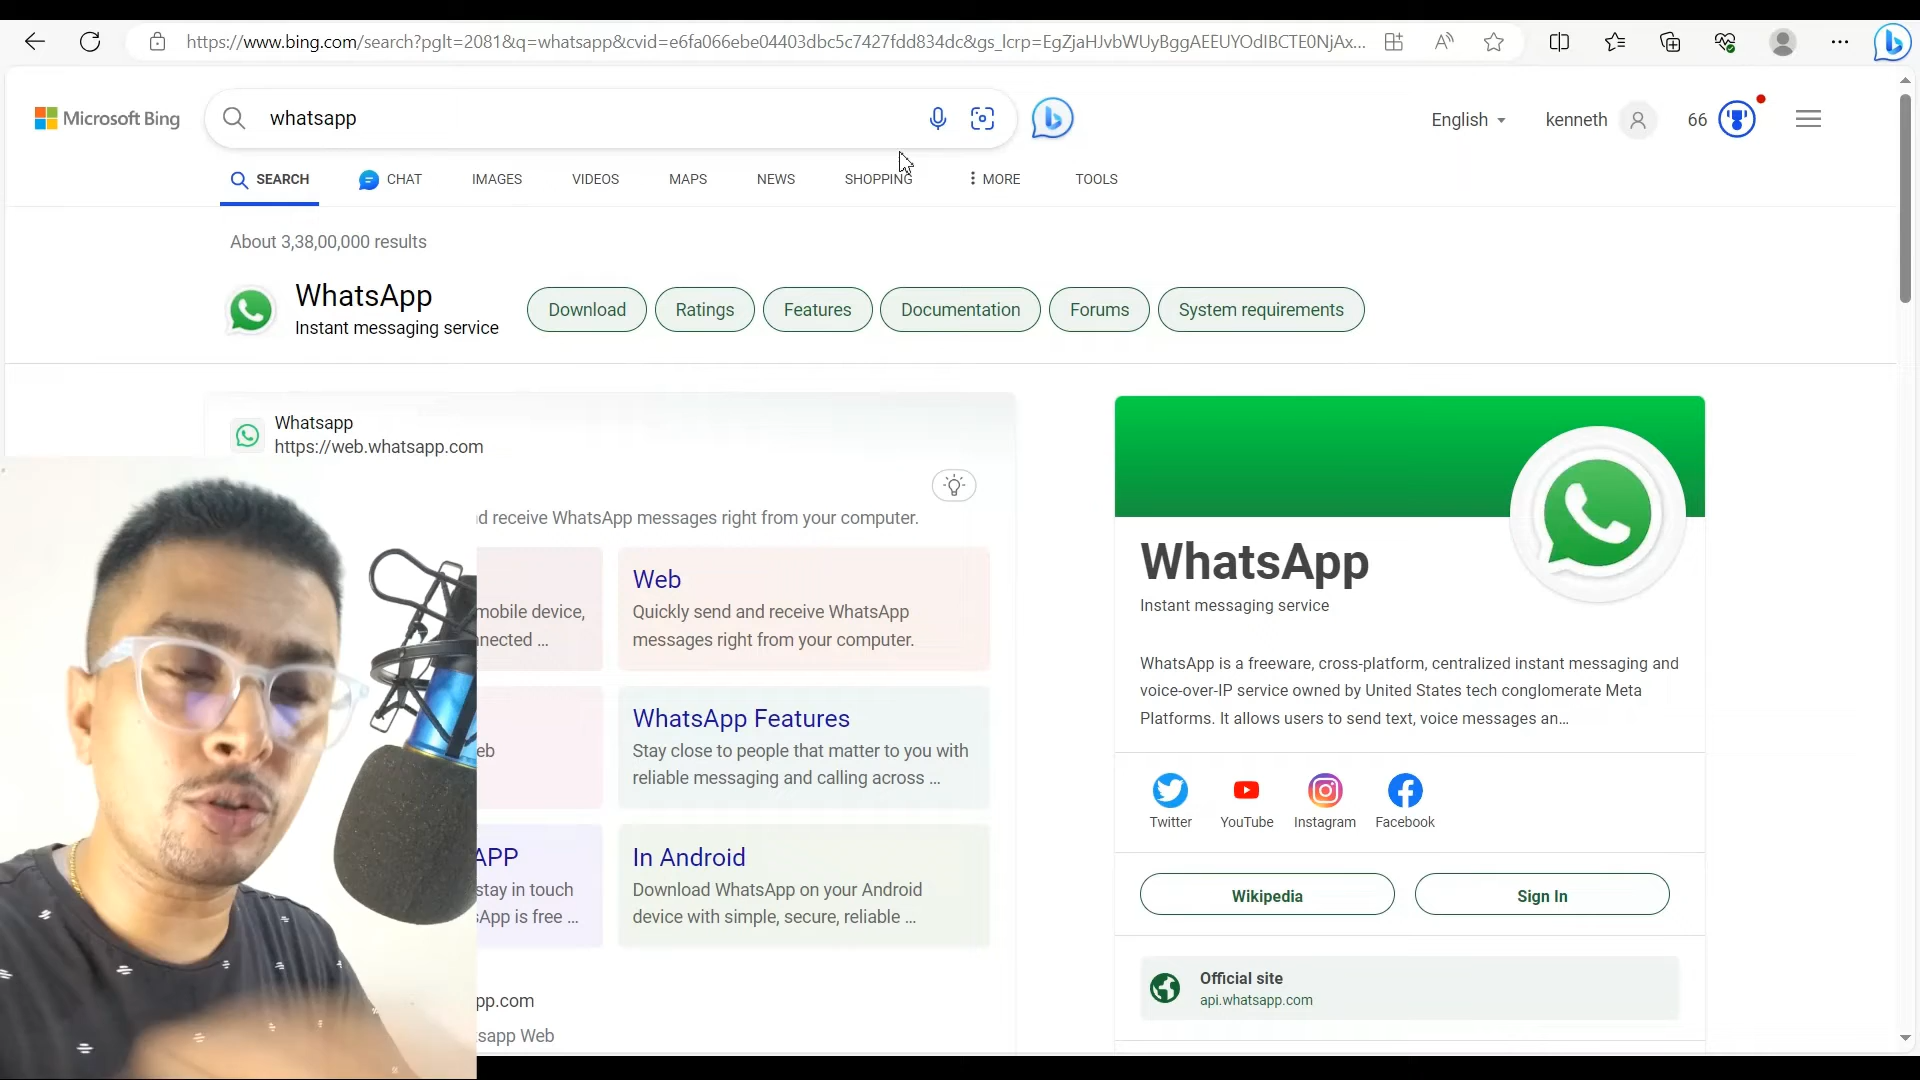 https://www.bing.com/search?pglt=2081&q=whatsapp&cvid=e6fa066ebe04403dbc5c7427fdd834dc&gs_lcrp=EgZjaHJvbWUyBggAEEUYOdIBCTE0NjAx...
Microsoft Bing
whatsapp
English
kenneth
66
SEARCH
CHAT
IMAGES
VIDEOS
MAPS
NEWS
SHOPPING
MORE
TOOLS
About 3,38,00,000 results
WhatsApp
Instant messaging service
Download
Ratings
Features
Documentation
Forums
System requirements
Whatsapp
https://web.whatsapp.com
d receive WhatsApp messages right from your computer.
mobile device,
nnected ...
Web
Quickly send and receive WhatsApp
messages right from your computer.
eb
WhatsApp Features
Stay close to people that matter to you with
reliable messaging and calling across ...
APP
stay in touch
sApp is free ...
In Android
Download WhatsApp on your Android
device with simple, secure, reliable ...
pp.com
sapp Web
WhatsApp
Instant messaging service
WhatsApp is a freeware, cross-platform, centralized instant messaging and
voice-over-IP service owned by United States tech conglomerate Meta
Platforms. It allows users to send text, voice messages an...
Twitter
YouTube
Instagram
Facebook
Wikipedia
Sign In
Official site
api.whatsapp.com